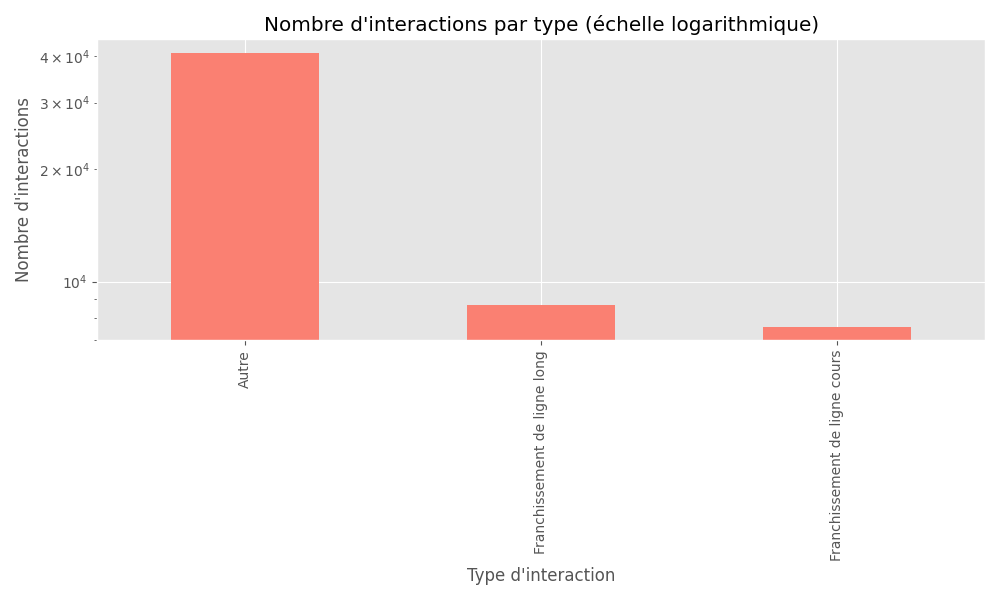 Nombre d'interactions par type (échelle logarithmique)
Nombre d'interactions
4 × 10⁴
3 × 10⁴
2 × 10⁴
10⁴
Autre
Franchissement de ligne long
Franchissement de ligne cours
Type d'interaction